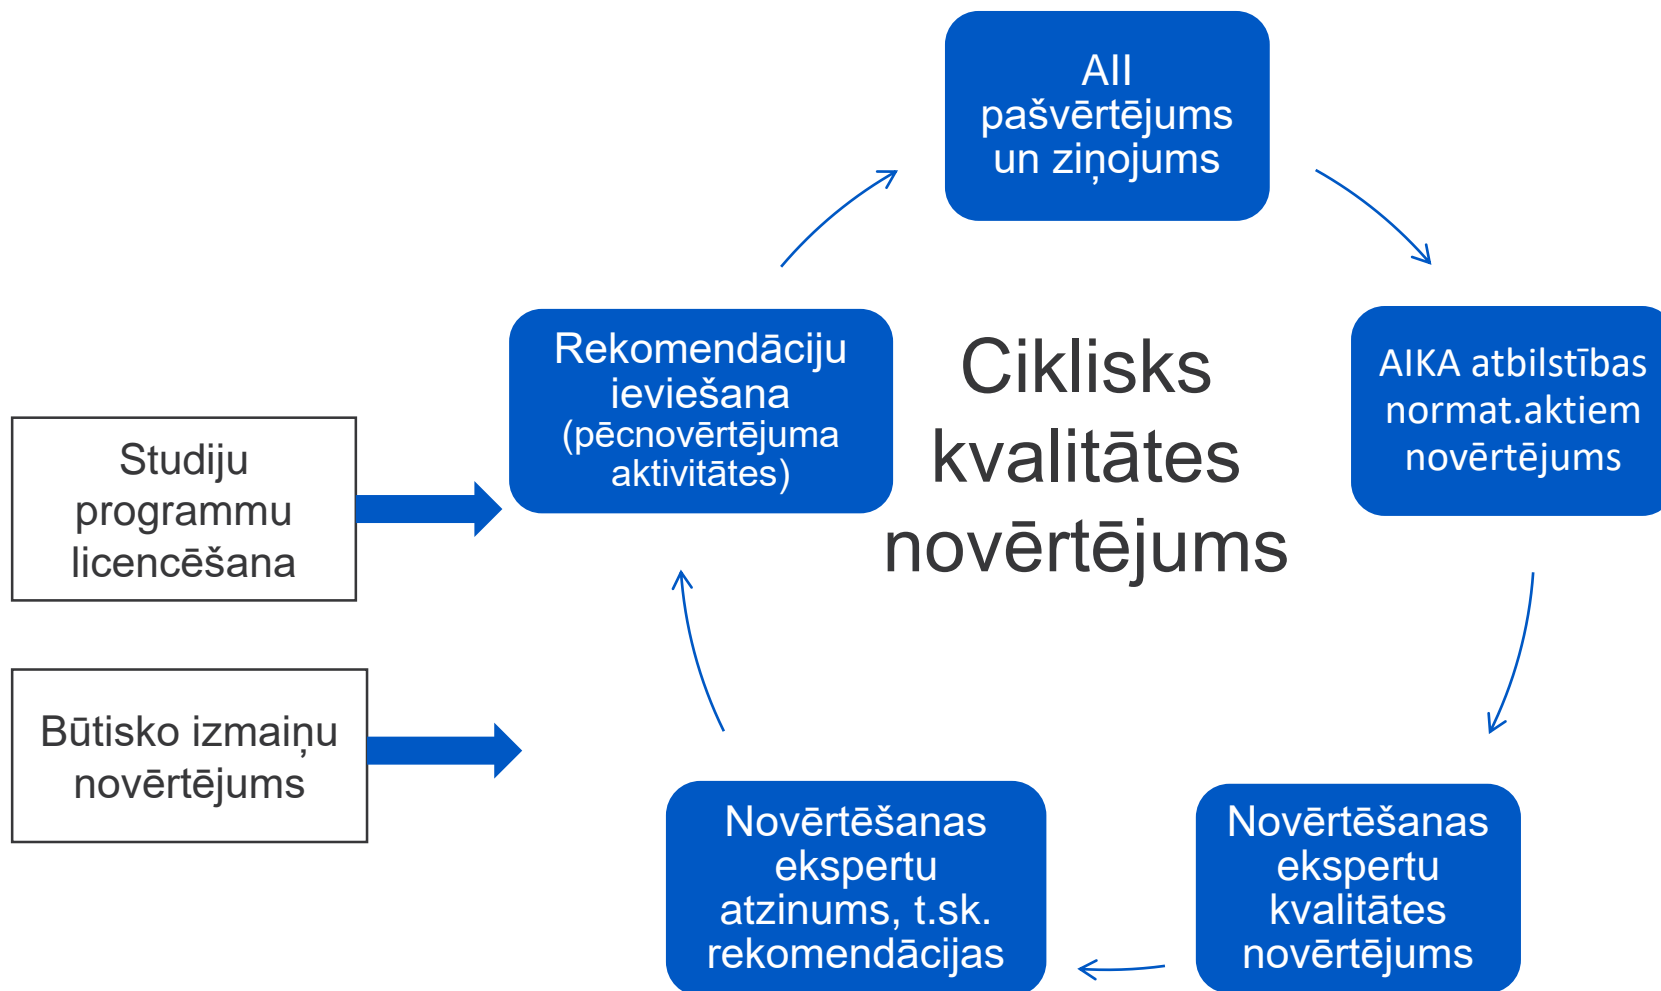 AII
pašvērtējums
un ziņojums
Rekomendāciju
ieviešana
(pēcnovērtējuma
aktivitātes)
Ciklisks
kvalitātes
novērtējums
AIKA atbilstības
normat.aktiem
novērtējums
Studiju
programmu
licencēšana
Būtisko izmaiņu
novērtējums
Novērtēšanas
ekspertu
atzinums, t.sk.
rekomendācijas
Novērtēšanas
ekspertu
kvalitātes
novērtējums